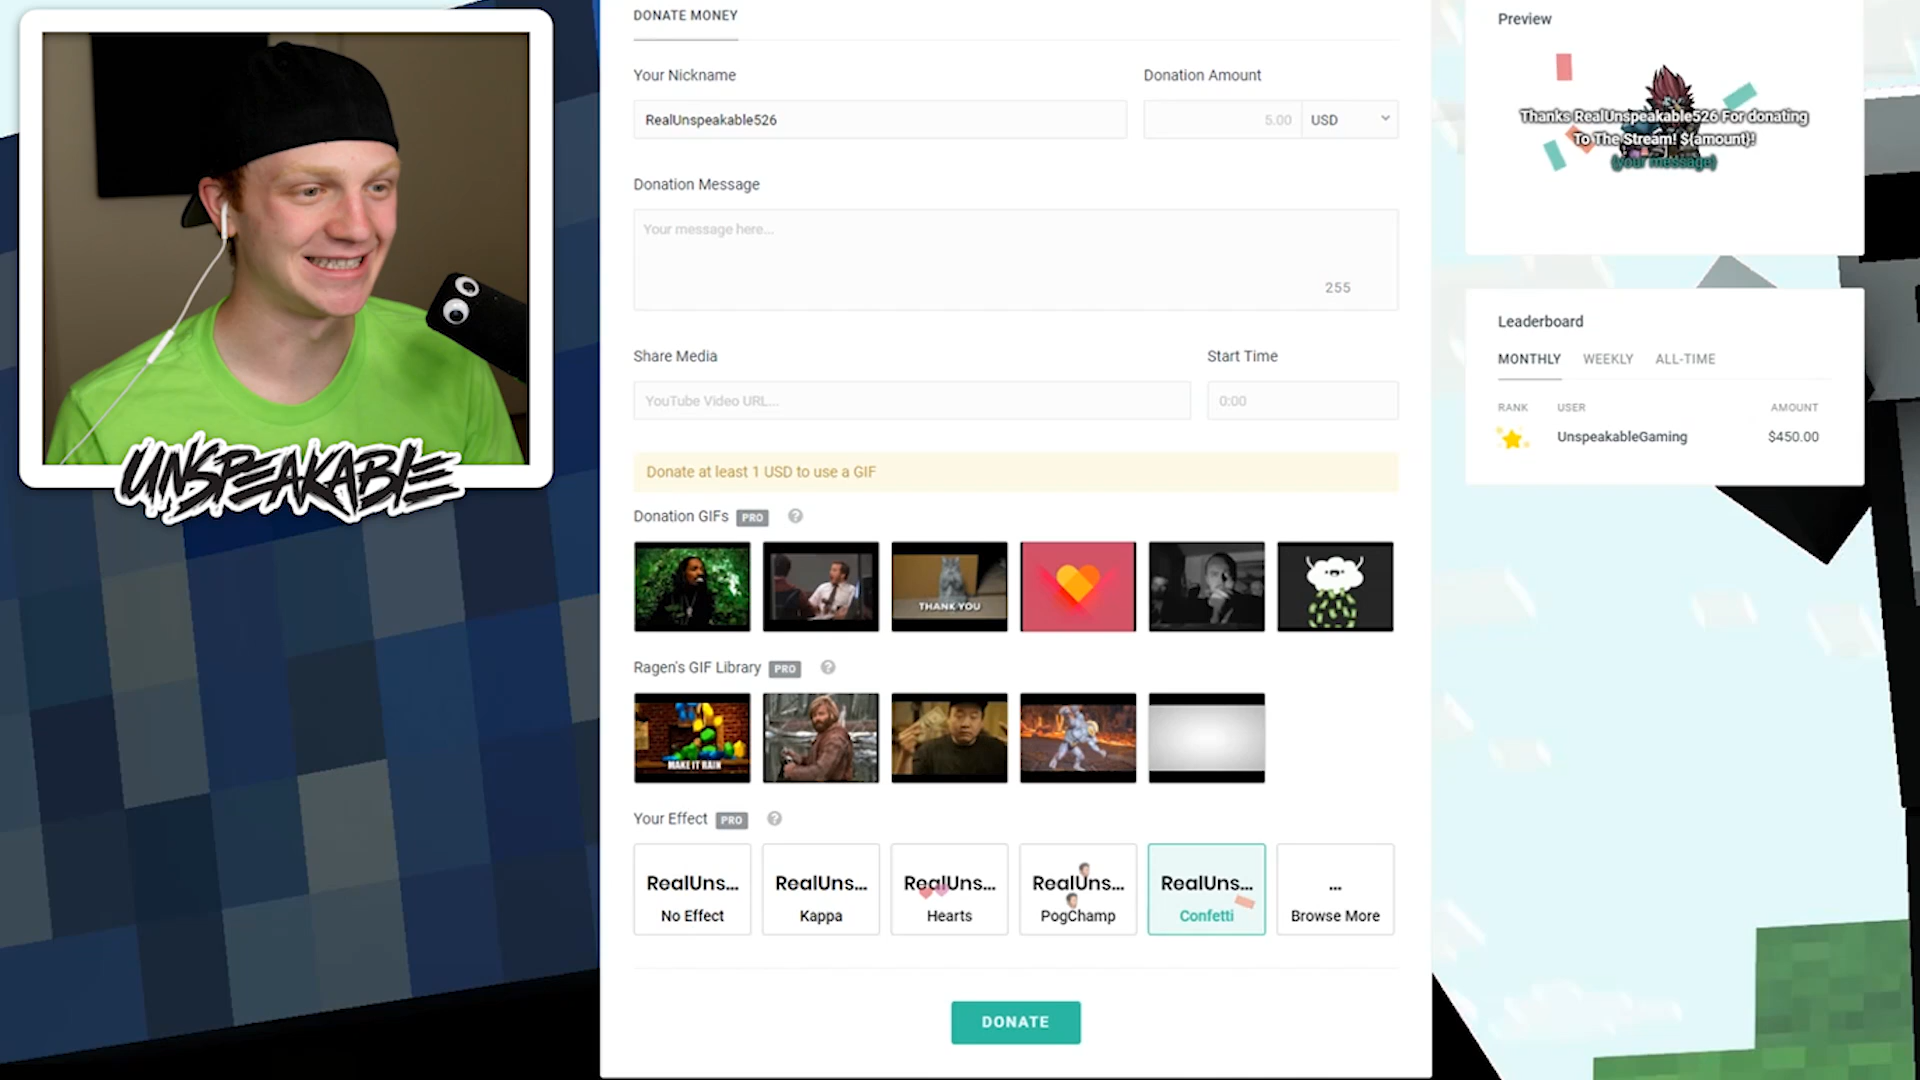 UNSPEAKABLE
DONATE MONEY
Your Nickname
RealUnspeakable526
Donation Amount
5.00
USD
Donation Message
Your message here...
255
Share Media
YouTube Video URL...
Start Time
0:00
Donate at least 1 USD to use a GIF
Donation GIFs PRO ?
THANK YOU
Ragen's GIF Library PRO ?
MAKE IT RAIN
Your Effect PRO ?
RealUns...
No Effect
RealUns...
Kappa
RealUns...
Hearts
RealUns...
PogChamp
RealUns...
Confetti
...
Browse More
DONATE
Preview
Thanks RealUnspeakable526 For donating
To The Stream! ${amount}!
{your message}
Leaderboard
MONTHLY
WEEKLY
ALL-TIME
RANK
USER
AMOUNT
UnspeakableGaming
$450.00